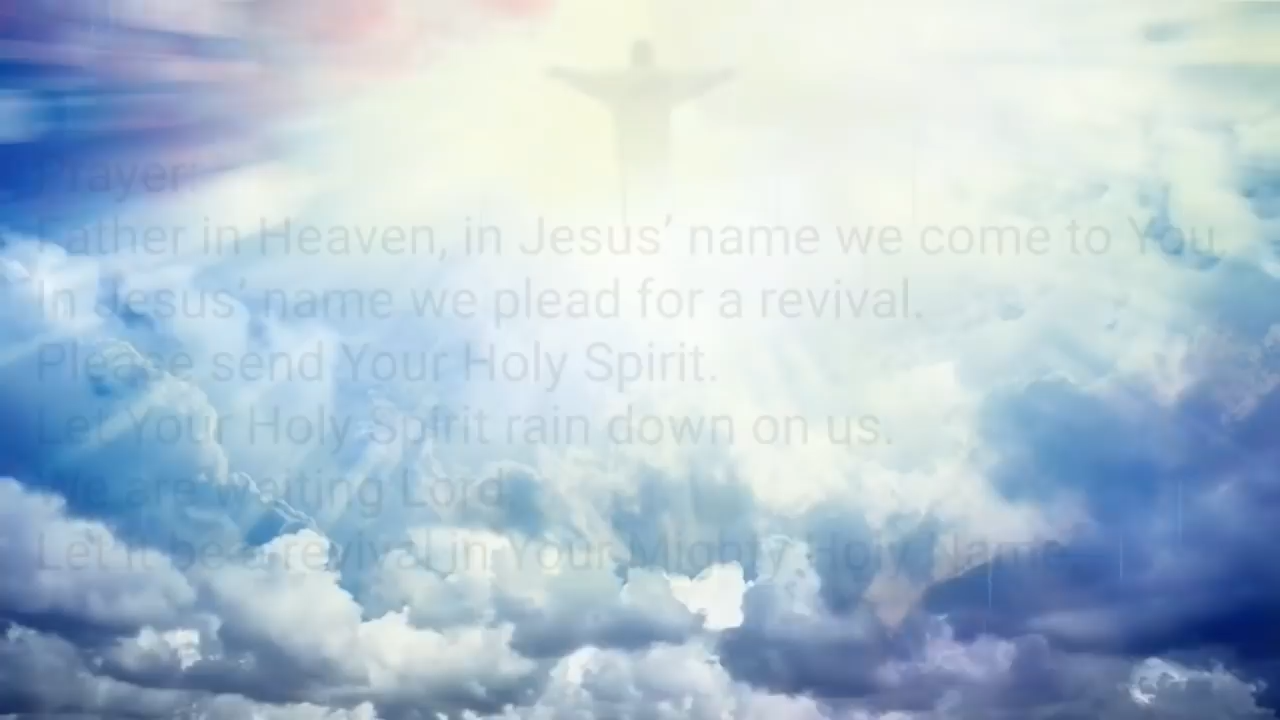 Prayer:
Father in Heaven, in Jesus’ name we come to You
In Jesus’ name we plead for a revival.
Please send Your Holy Spirit.
Let Your Holy Spirit rain down on us.
We are waiting Lord
Let it be a revival in Your Mighty Holy Name